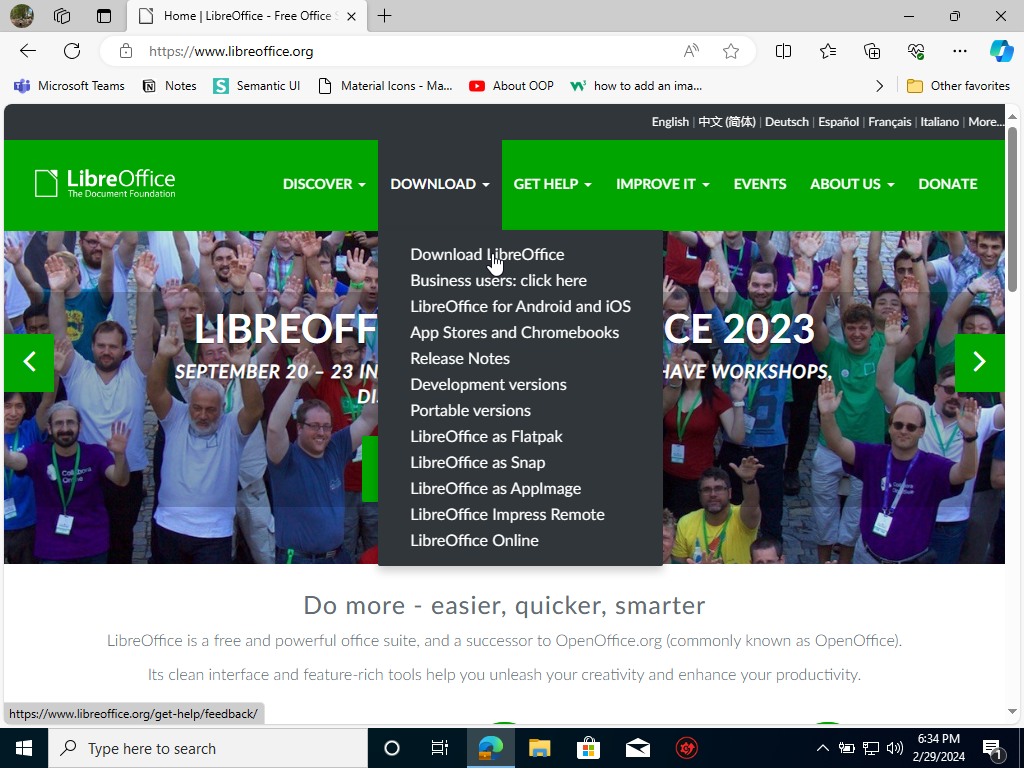 Home | LibreOffice - Free Office S
https://www.libreoffice.org
Microsoft Teams
Notes
Semantic UI
Material Icons - Ma...
About OOP
how to add an ima...
Other favorites
English | 中文 (简体) | Deutsch | Español | Français | Italiano | More...
LibreOffice
The Document Foundation
DISCOVER
DOWNLOAD
GET HELP
IMPROVE IT
EVENTS
ABOUT US
DONATE
Download LibreOffice
Business users: click here
LibreOffice for Android and iOS
App Stores and Chromebooks
Release Notes
Development versions
Portable versions
LibreOffice as Flatpak
LibreOffice as Snap
LibreOffice as AppImage
LibreOffice Impress Remote
LibreOffice Online
LIBREOFF CE 2023
SEPTEMBER 20 – 23 IN HAVE WORKSHOPS,
Do more - easier, quicker, smarter
LibreOffice is a free and powerful office suite, and a successor to OpenOffice.org (commonly known as OpenOffice).
Its clean interface and feature-rich tools help you unleash your creativity and enhance your productivity.
https://www.libreoffice.org/get-help/feedback/
Type here to search
6:34 PM
2/29/2024
1